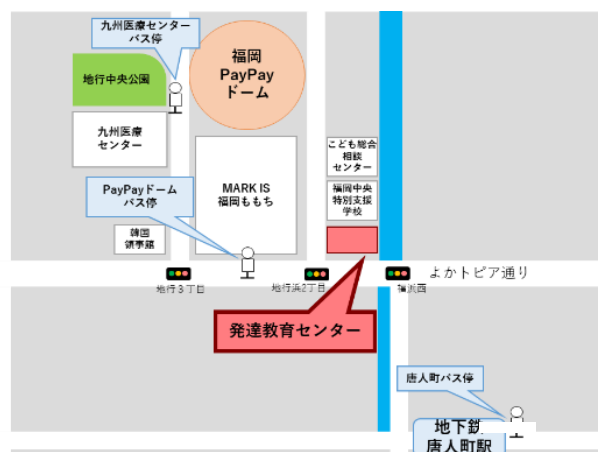 九州医療センター
バス停
福岡
PayPay
ドーム
地行中央公園
九州医療
センター
こども総合
相談
センター
PayPayドーム
バス停
MARK IS
福岡ももち
福岡中央
特別支援
学校
韓国
領事館
よかトピア通り
地行3丁目
地行浜2丁目
福浜西
発達教育センター
唐人町バス停
地下鉄
唐人町駅